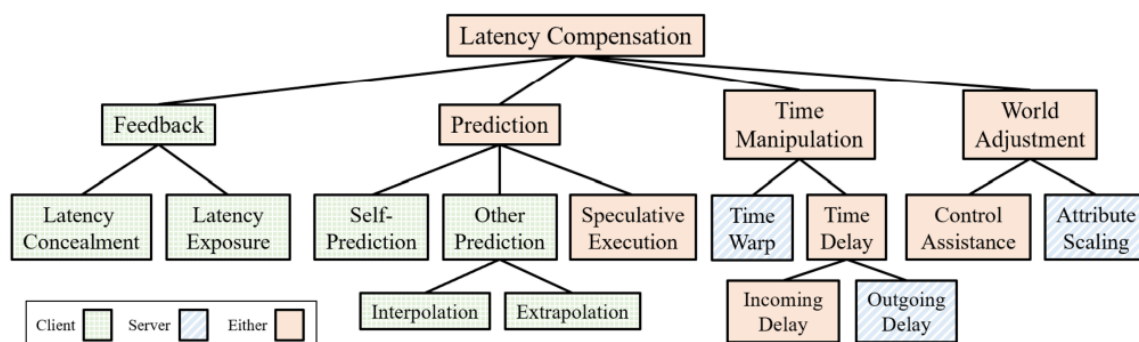 Latency Compensation
Feedback
Prediction
Time
Manipulation
World
Adjustment
Latency
Concealment
Latency
Exposure
Self-
Prediction
Other
Prediction
Speculative
Execution
Time
Warp
Time
Delay
Control
Assistance
Attribute
Scaling
Interpolation
Extrapolation
Incoming
Delay
Outgoing
Delay
Client
Server
Either